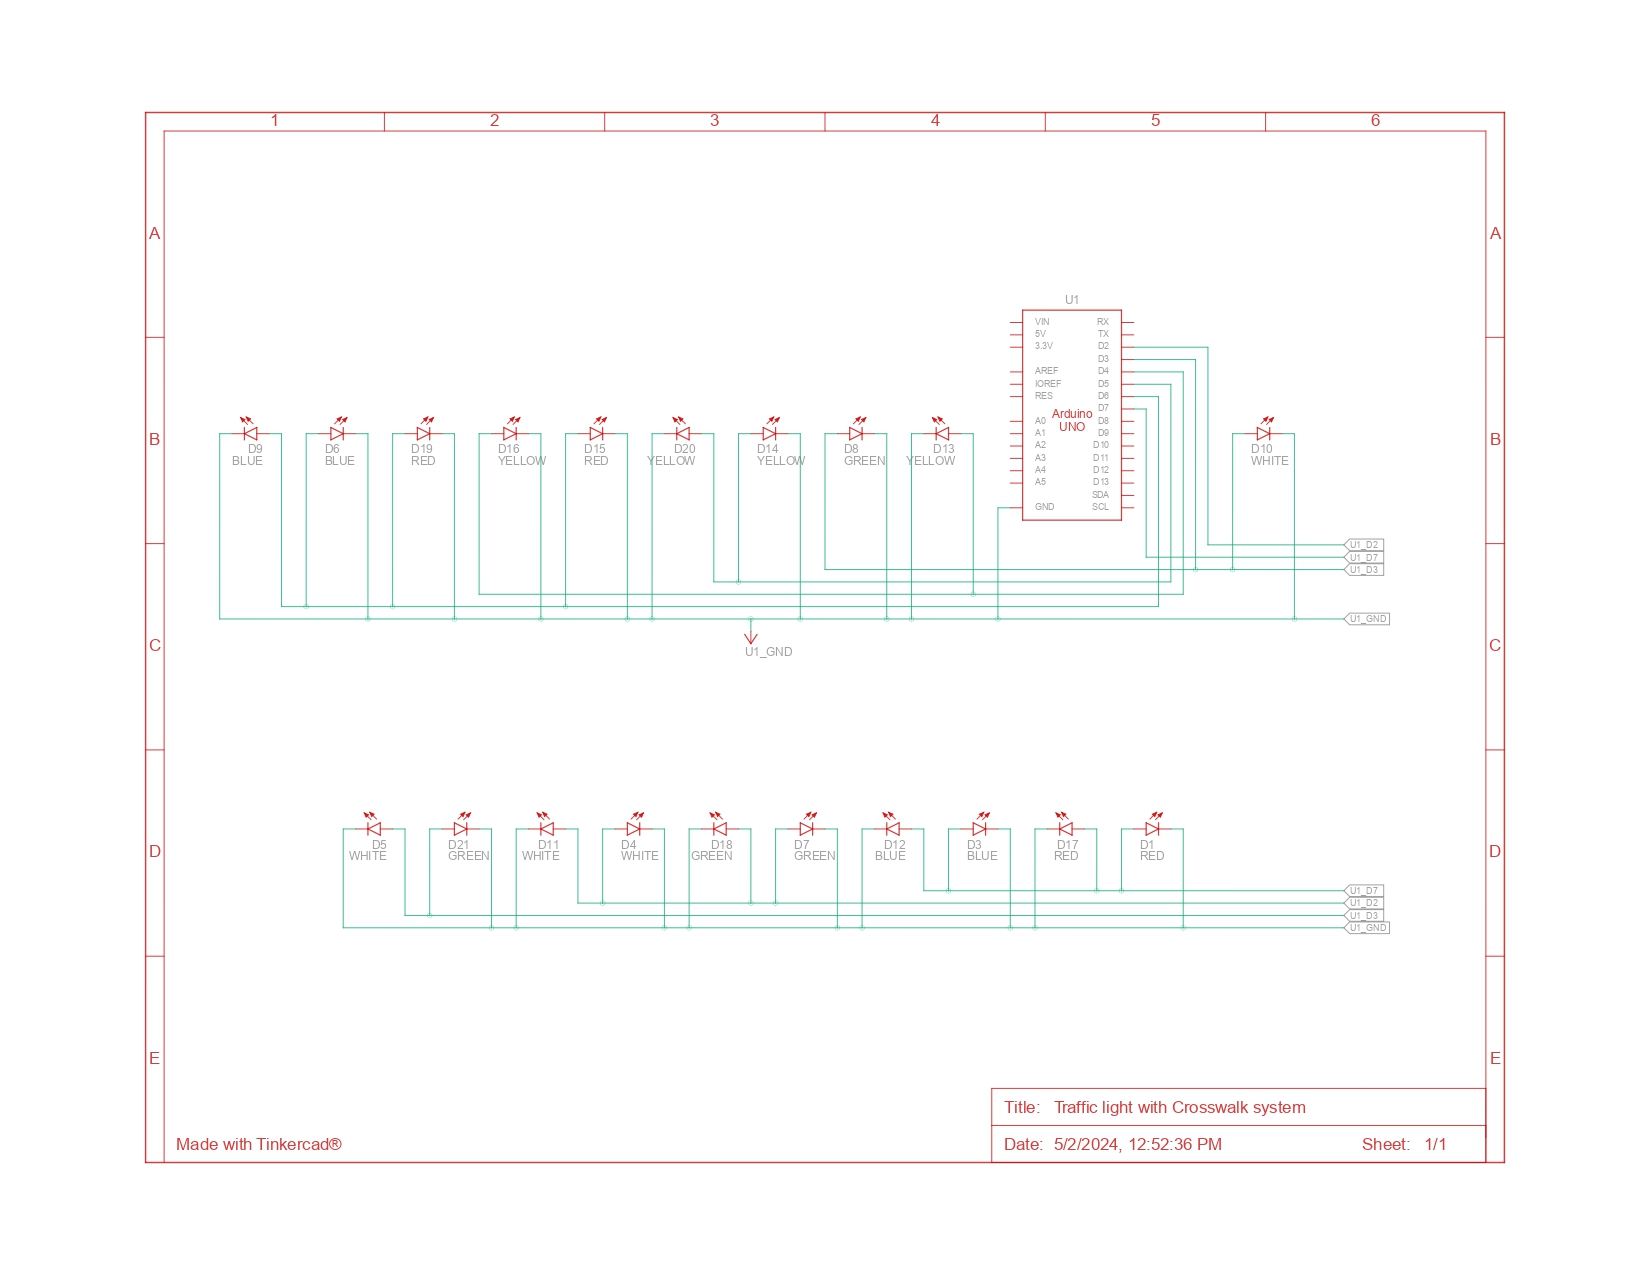 1 2 3 4 5 6
A A
U1
VIN RX
5V TX
3.3V D2
D3
AREF D4
IOREF D5
RES D6
D7
Arduino
UNO
A0 D8
A1 D9
A2 D10
A3 D11
A4 D12
A5 D13
SDA
GND SCL
B B
D9 D6 D19 D16 D15 D20 D14 D8 D13 D10
BLUE BLUE RED YELLOW RED YELLOW YELLOW GREEN YELLOW WHITE
U1_D2
U1_D7
U1_D3
U1_GND
C C
U1_GND
D5 D21 D11 D4 D18 D7 D12 D3 D17 D1
WHITE GREEN WHITE WHITE GREEN GREEN BLUE BLUE RED RED
D D
U1_D7
U1_D2
U1_D3
U1_GND
E E
Title: Traffic light with Crosswalk system
Made with Tinkercad®
Date: 5/2/2024, 12:52:36 PM Sheet: 1/1